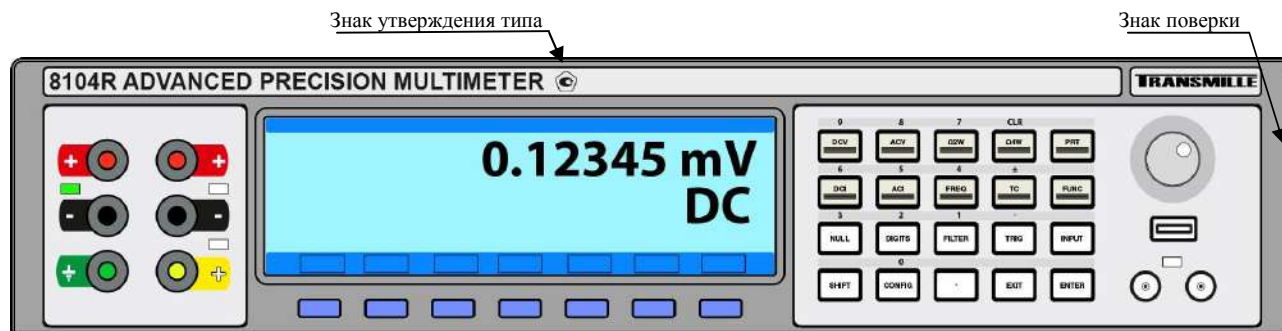 Знак утверждения типа
Знак поверки
8104R ADVANCED PRECISION MULTIMETER
TRANSMILLE
0.12345 mV
DC
9 8 7 CLR
DCV ACV Ω2W Ω4W PRT
6 5 4 ±
DCI ACI FREQ TC FUNC
3 2 1 -
NULL DIGITS FILTER TRIG INPUT
0
SHIFT CONFIG EXIT ENTER